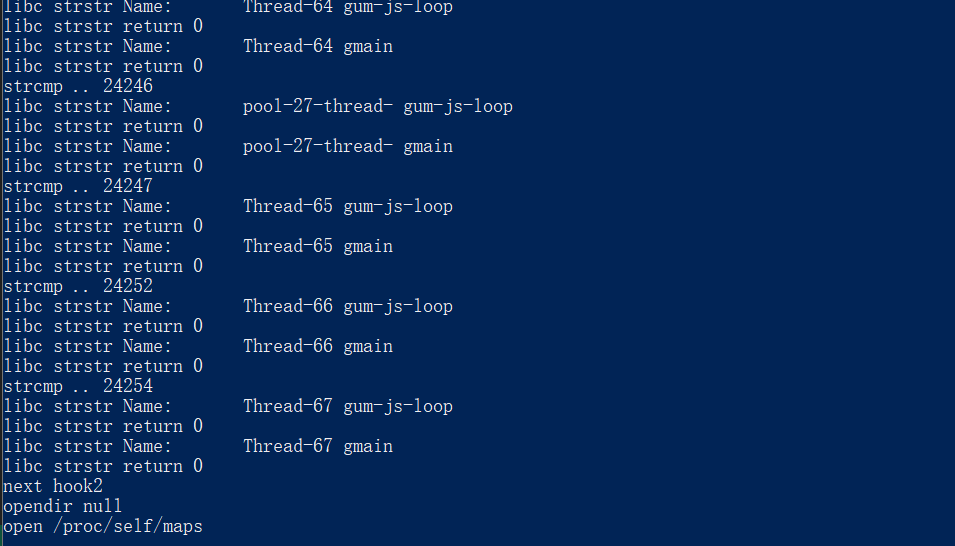 libc strstr Name:       Thread-64 gum-js-loop
libc strstr return 0
libc strstr Name:       Thread-64 gmain
libc strstr return 0
strcmp .. 24246
libc strstr Name:       pool-27-thread- gum-js-loop
libc strstr return 0
libc strstr Name:       pool-27-thread- gmain
libc strstr return 0
strcmp .. 24247
libc strstr Name:       Thread-65 gum-js-loop
libc strstr return 0
libc strstr Name:       Thread-65 gmain
libc strstr return 0
strcmp .. 24252
libc strstr Name:       Thread-66 gum-js-loop
libc strstr return 0
libc strstr Name:       Thread-66 gmain
libc strstr return 0
strcmp .. 24254
libc strstr Name:       Thread-67 gum-js-loop
libc strstr return 0
libc strstr Name:       Thread-67 gmain
libc strstr return 0
next hook2
opendir null
open /proc/self/maps